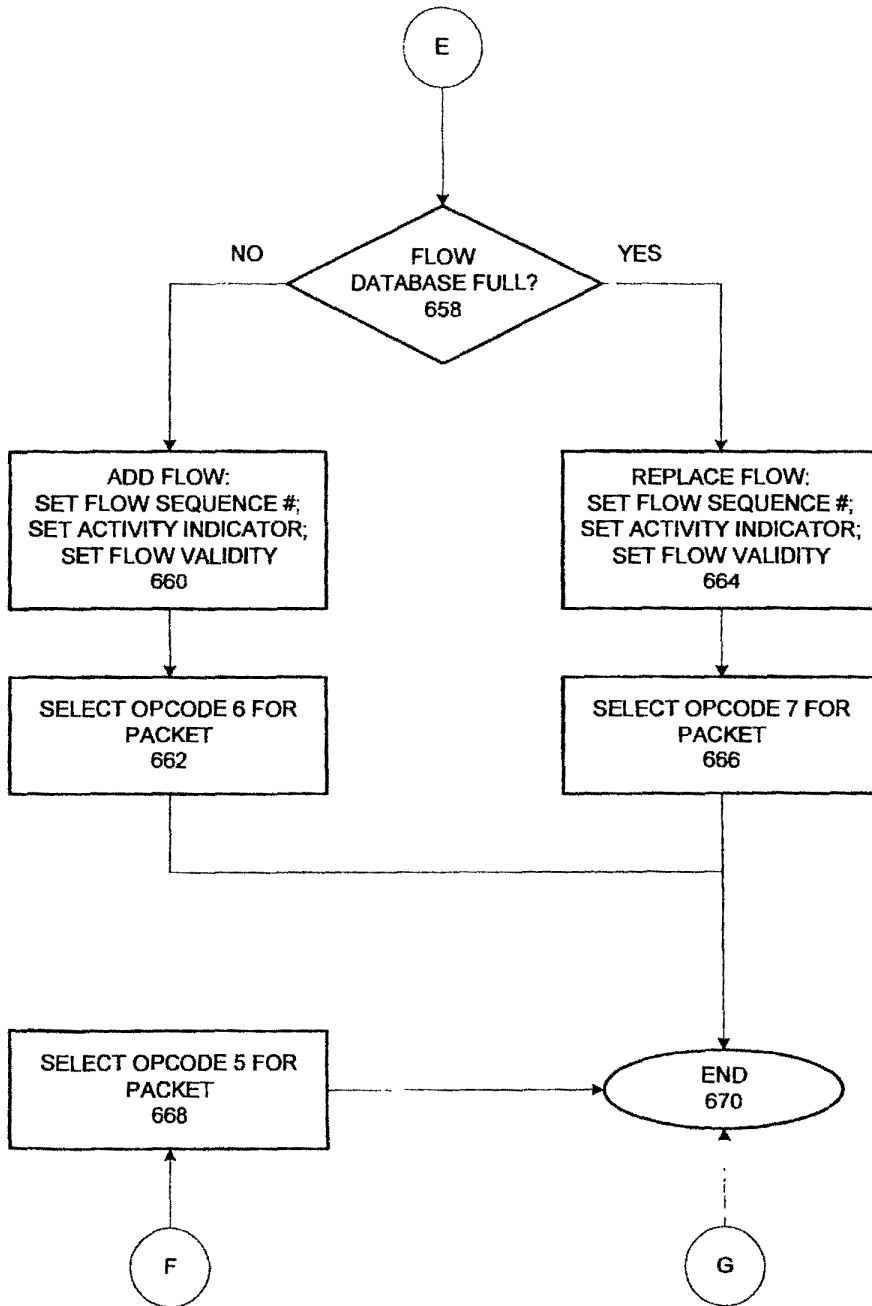 E
NO
YES
FLOW
DATABASE FULL?
658
ADD FLOW:
SET FLOW SEQUENCE #;
SET ACTIVITY INDICATOR;
SET FLOW VALIDITY
660
REPLACE FLOW:
SET FLOW SEQUENCE #;
SET ACTIVITY INDICATOR;
SET FLOW VALIDITY
664
SELECT OPCODE 6 FOR
PACKET
662
SELECT OPCODE 7 FOR
PACKET
666
SELECT OPCODE 5 FOR
PACKET
668
END
670
F
G